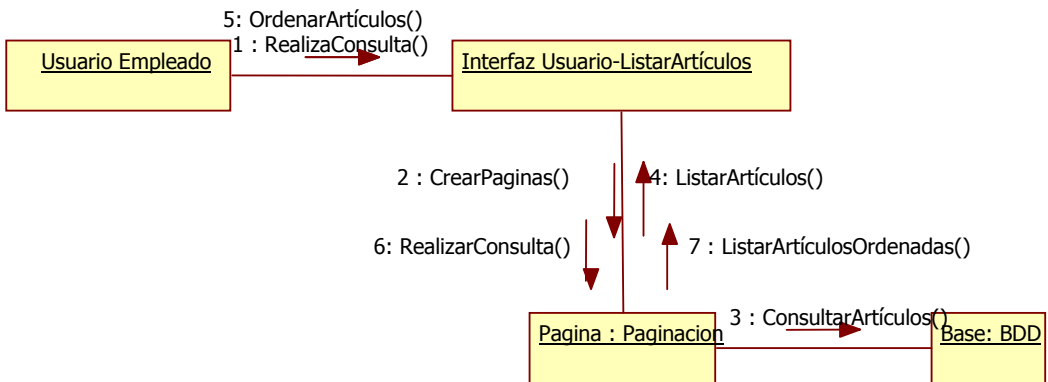 5: OrdenarArtículos()
1 : RealizaConsulta()
Usuario Empleado
Interfaz Usuario-ListarArtículos
2 : CrearPaginas()
4: ListarArtículos()
6: RealizarConsulta()
7 : ListarArtículosOrdenadas()
3 : ConsultarArtículos()
Pagina : Paginacion
Base: BDD